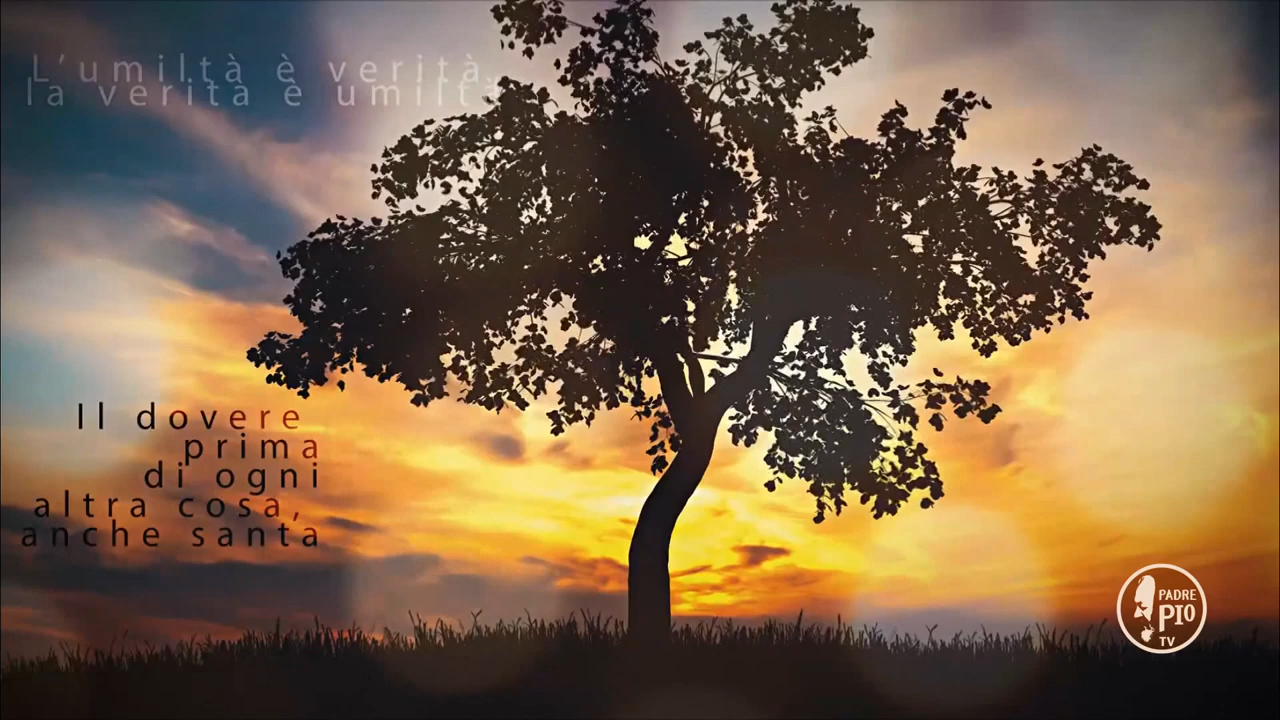 L'umiltà è verità,
la verità è umiltà
Il dovere
prima
di ogni
altra cosa,
anche santa
PADRE
PIO
TV